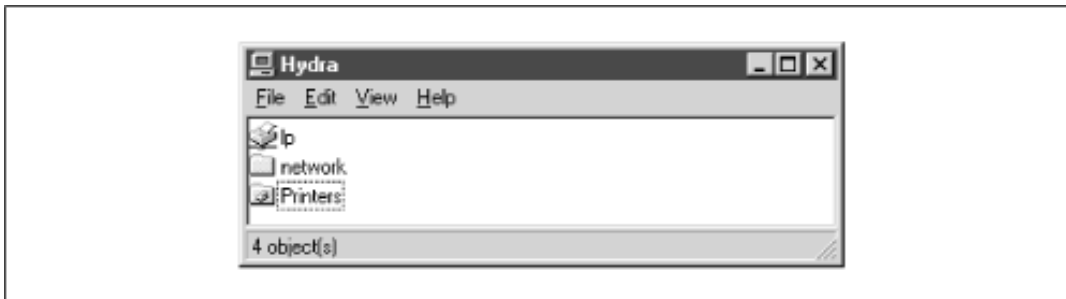 Hydra
File Edit View Help
lp
network
Printers
4 object(s)